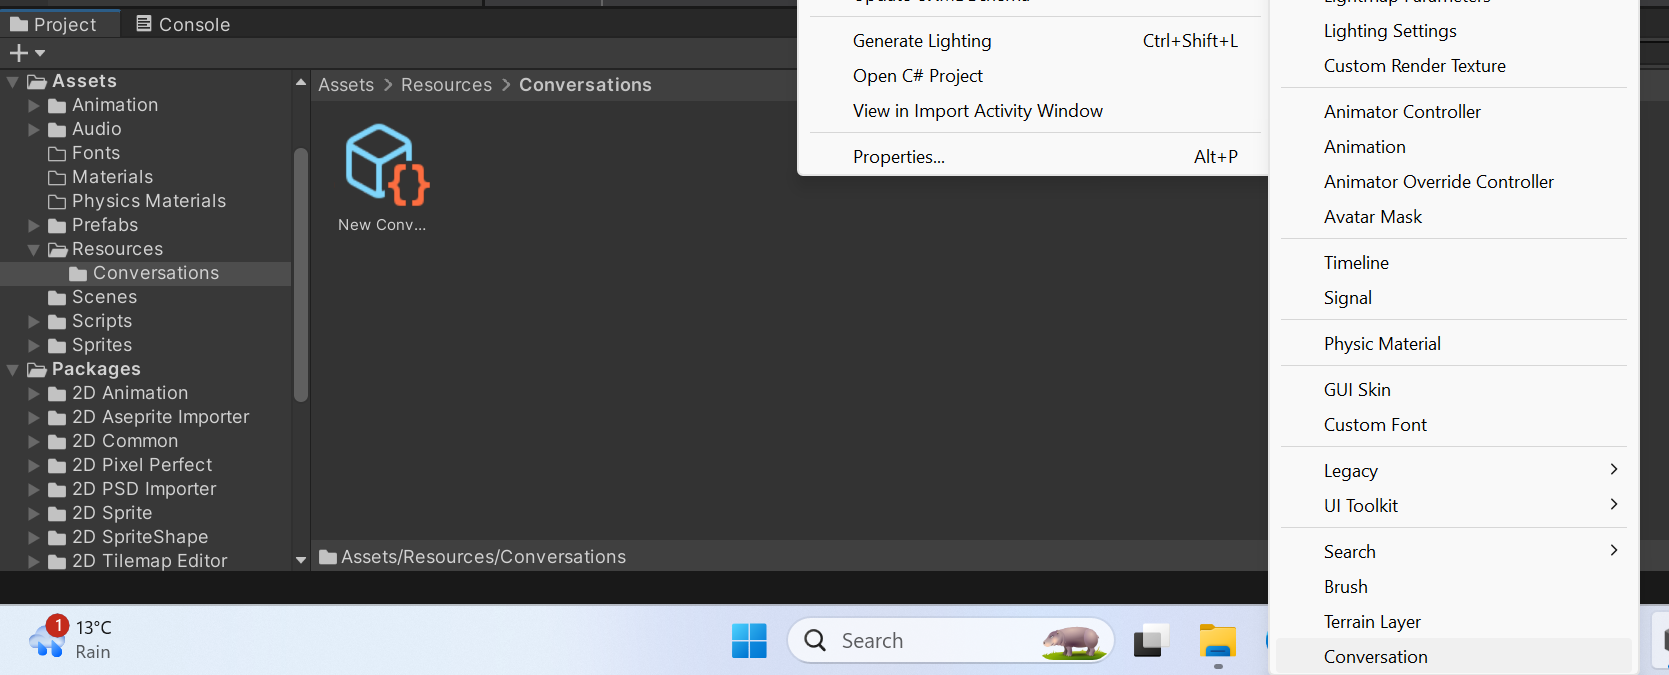 Project
Console
Assets
Animation
Audio
Fonts
Materials
Physics Materials
Prefabs
Resources
Conversations
Scenes
Scripts
Sprites
Packages
2D Animation
2D Aseprite Importer
2D Common
2D Pixel Perfect
2D PSD Importer
2D Sprite
2D SpriteShape
2D Tilemap Editor
Assets > Resources > Conversations
New Conv...
Assets/Resources/Conversations
Generate Lighting Ctrl+Shift+L
Open C# Project
View in Import Activity Window
Properties... Alt+P
Lightmap Parameters
Lighting Settings
Custom Render Texture
Animator Controller
Animation
Animator Override Controller
Avatar Mask
Timeline
Signal
Physic Material
GUI Skin
Custom Font
Legacy
UI Toolkit
Search
Brush
Terrain Layer
Conversation
1
13°C
Rain
Search